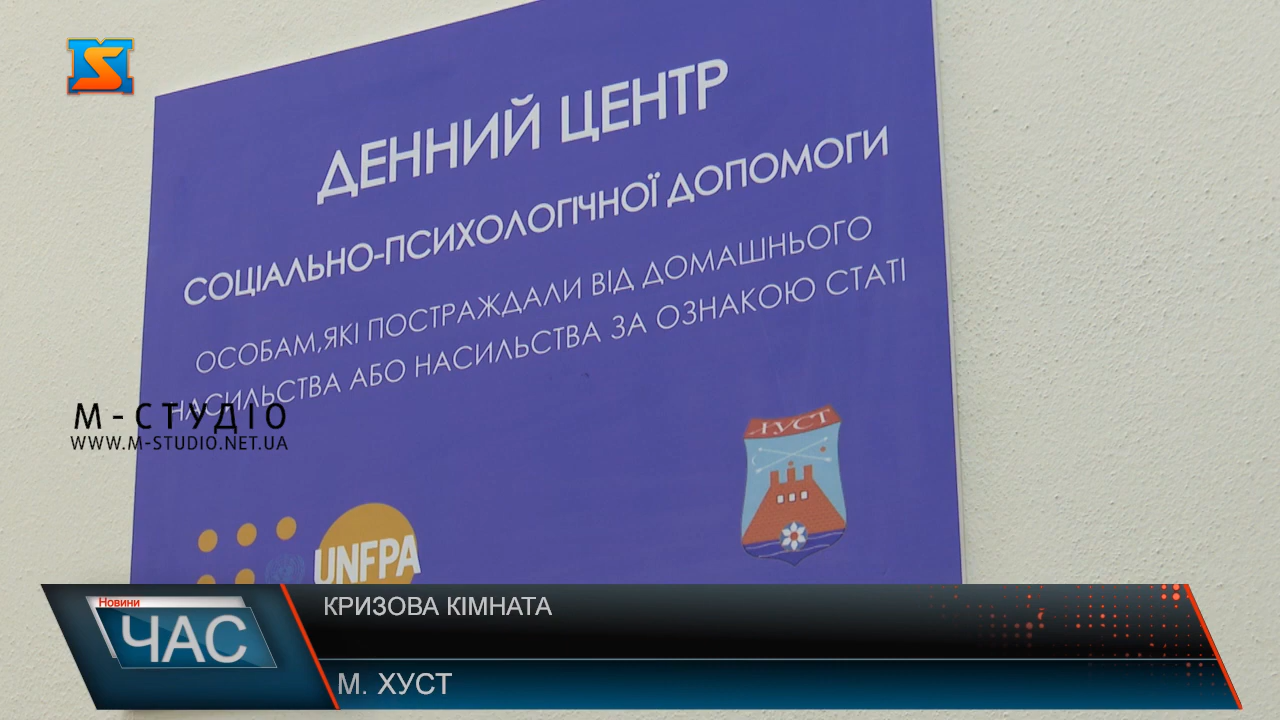 ДЕННИЙ ЦЕНТР
СОЦІАЛЬНО-ПСИХОЛОГІЧНОЇ ДОПОМОГИ
ОСОБАМ,ЯКІ ПОСТРАЖДАЛИ ВІД ДОМАШНЬОГО
НАСИЛЬСТВА АБО НАСИЛЬСТВА ЗА ОЗНАКОЮ СТАТІ
М-СТУДІО
WWW.M-STUDIO.NET.UA
ХУСТ
UNFPA
Новини
ЧАС
КРИЗОВА КІМНАТА
М. ХУСТ